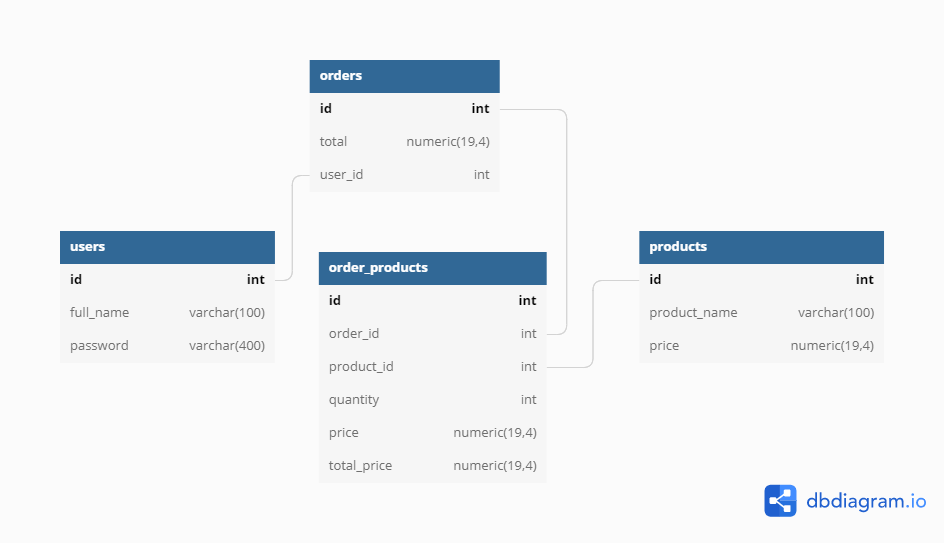 orders
id int
total numeric(19,4)
user_id int
users
id int
full_name varchar(100)
password varchar(400)
order_products
id int
order_id int
product_id int
quantity int
price numeric(19,4)
total_price numeric(19,4)
products
id int
product_name varchar(100)
price numeric(19,4)
dbdiagram.io